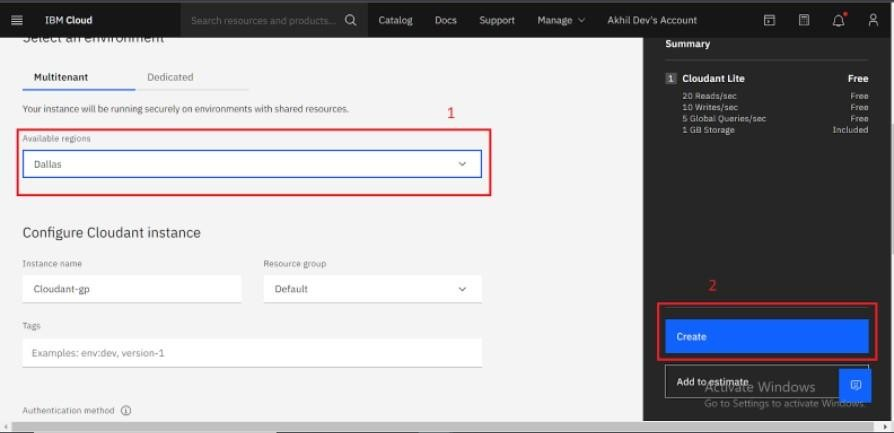 IBM Cloud
Search resources and products...
Catalog
Docs
Support
Manage
Akhil Dev's Account
Select an environment
Multitenant
Dedicated
Your instance will be running securely on environments with shared resources.
1
Available regions
Dallas
Configure Cloudant instance
Instance name
Resource group
Cloudant-gp
Default
Tags
Examples: env:dev, version-1
Authentication method
Summary
1 Cloudant Lite Free
20 Reads/sec Free
10 Writes/sec Free
5 Global Queries/sec Free
1 GB Storage Included
2
Create
Add to estimate
Activate Windows
Go to Settings to activate Windows.